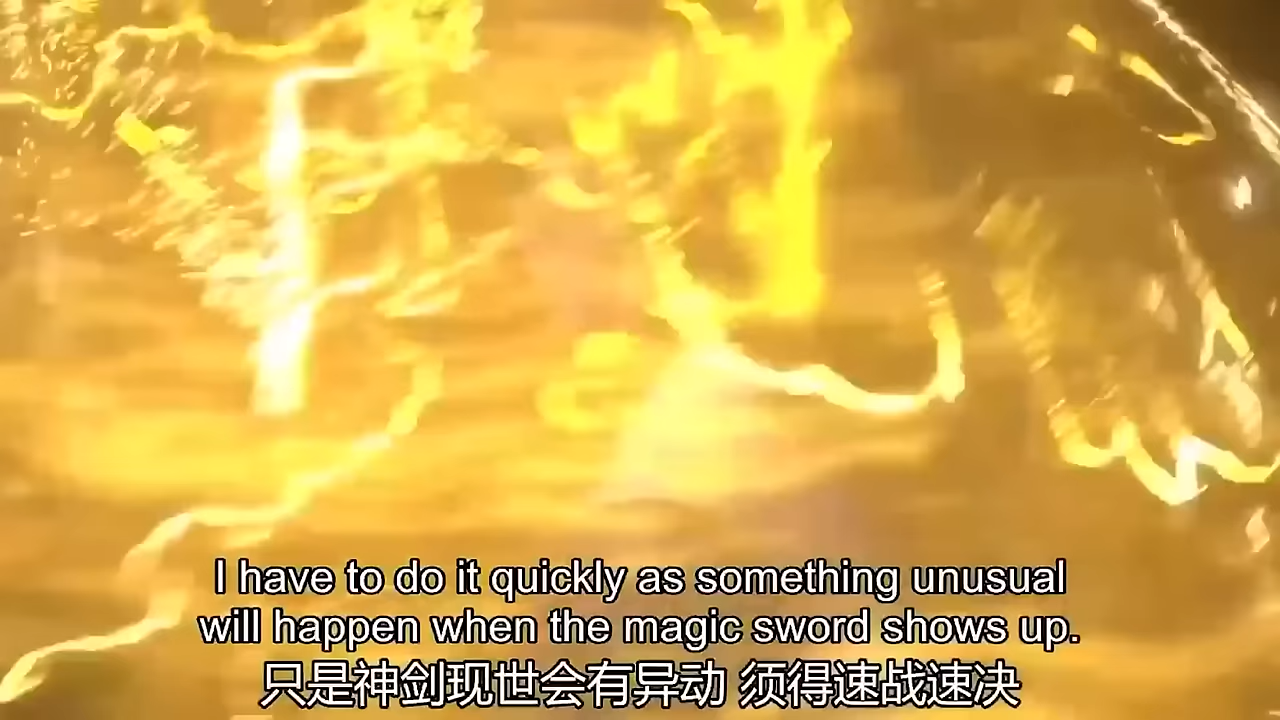 I have to do it quickly as something unusual
will happen when the magic sword shows up.
只是神剑现世会有异动 须得速战速决